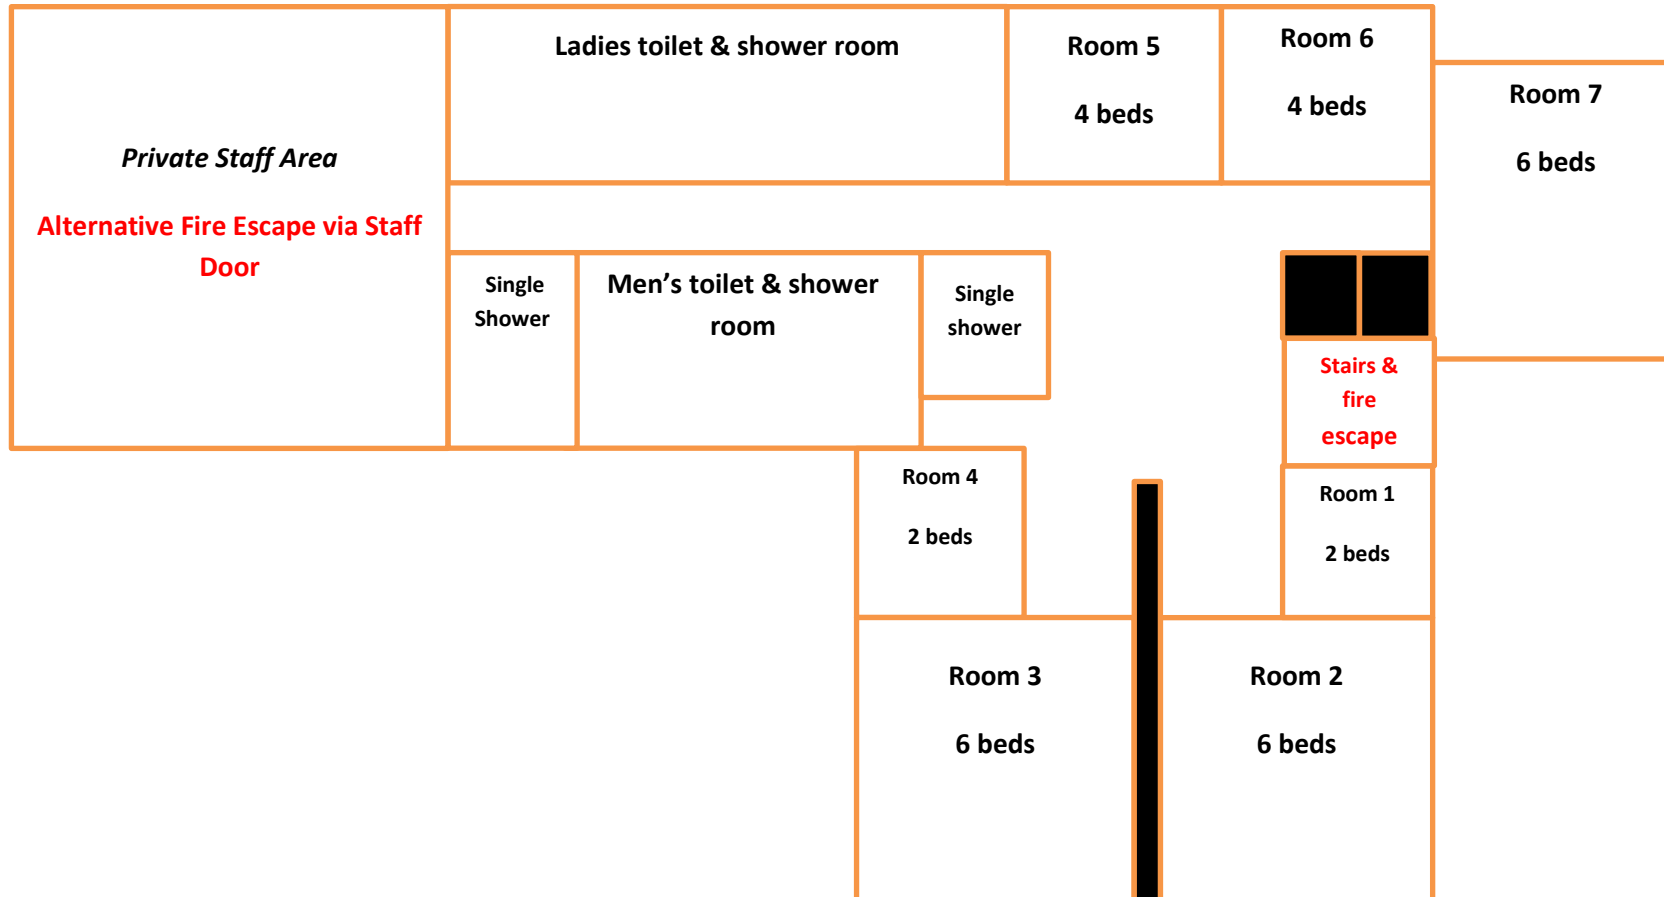 Private Staff Area
Alternative Fire Escape via Staff
Door
Ladies toilet & shower room
Room 5
4 beds
Room 6
4 beds
Room 7
6 beds
Single
Shower
Men’s toilet & shower
room
Single
shower
Stairs &
fire
escape
Room 4
2 beds
Room 1
2 beds
Room 3
6 beds
Room 2
6 beds